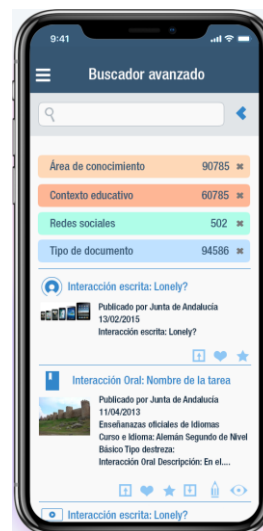 9:41
Buscador avanzado
Área de conocimiento 90785 ×
Contexto educativo 60785 ×
Redes sociales 502 ×
Tipo de documento 94586 ×
Interacción escrita: Lonely?
Publicado por Junta de Andalucía
13/02/2015
Interacción escrita: Lonely?
Interacción Oral: Nombre de la tarea
Publicado por Junta de Andalucía
11/04/2013
Enseñanazas oficiales de Idiomas
Curso e Idioma: Alemán Segundo de Nivel
Básico Tipo destreza:
Interacción Oral Descripción: En el....
Interacción escrita: Lonely?